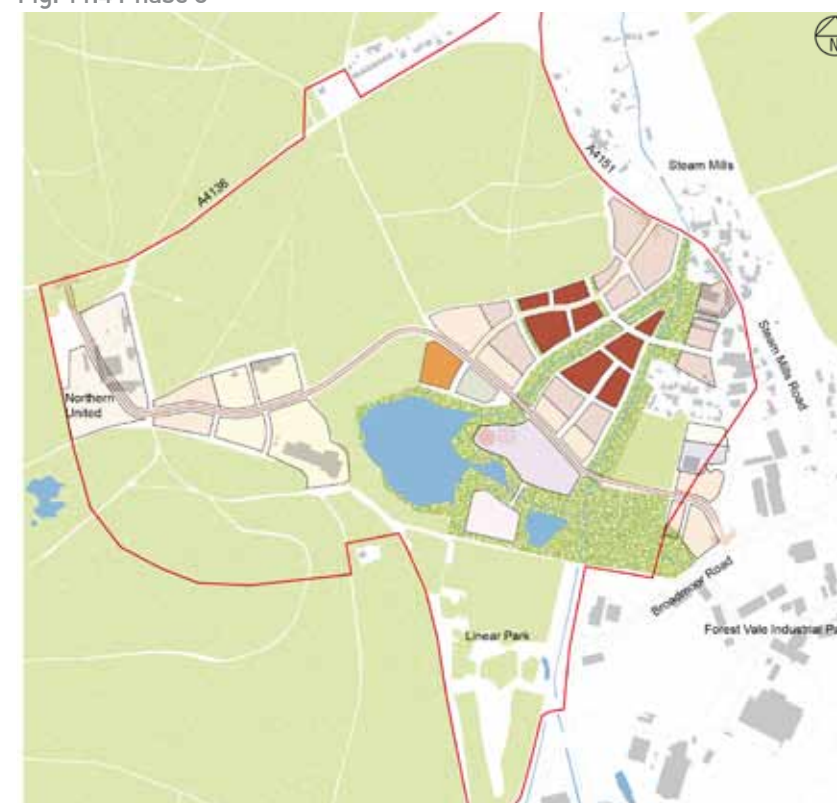 N
A4151
Steam Mills
A4136
Steam Mills Road
Northern
United
Broadmoor Road
Linear Park
Forest Vale Industrial Pa